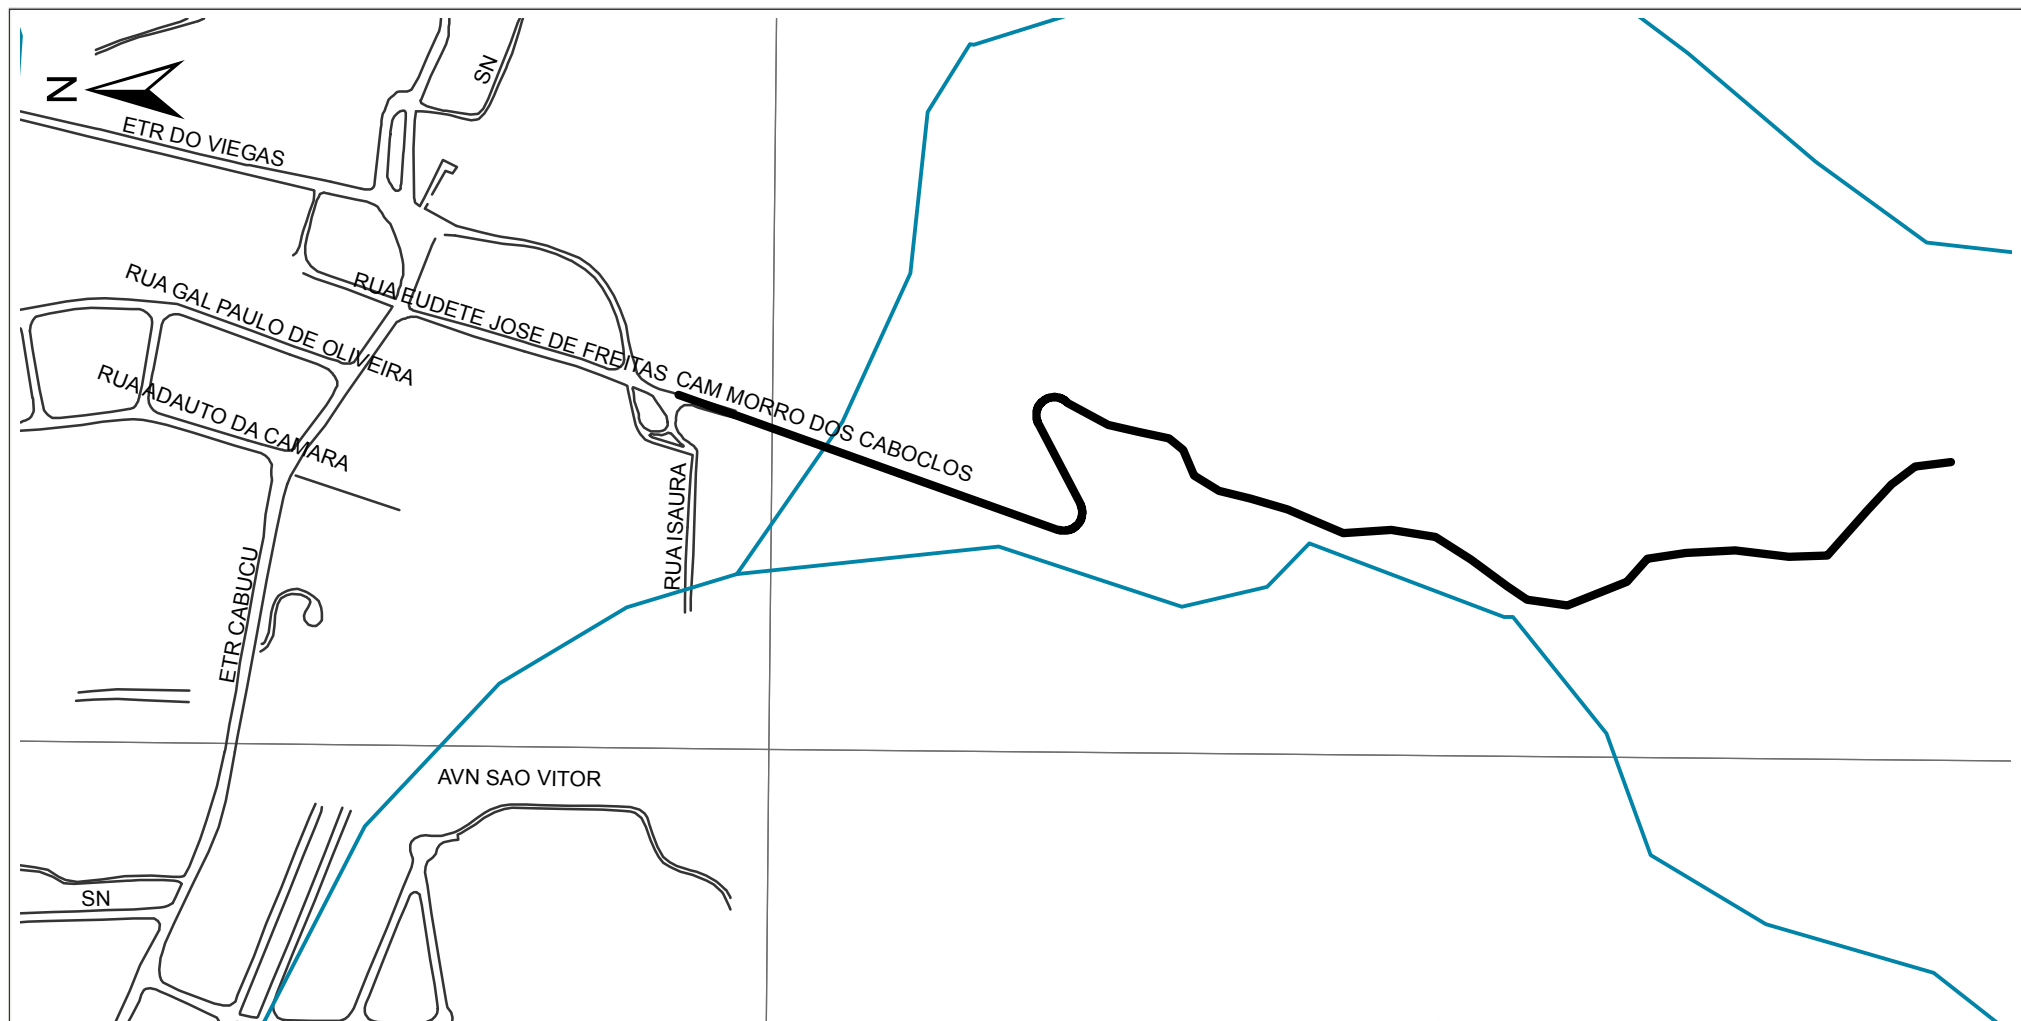 SN
N
ETR DO VIEGAS
RUA GAL PAULO DE OLIVEIRA
RUA EUDETE JOSE DE FREITAS
RUA ADAUTO DA CAMARA
CAM MORRO DOS CABOCLOS
RUA ISAURA
ETR CABUCU
AVN SAO VITOR
SN